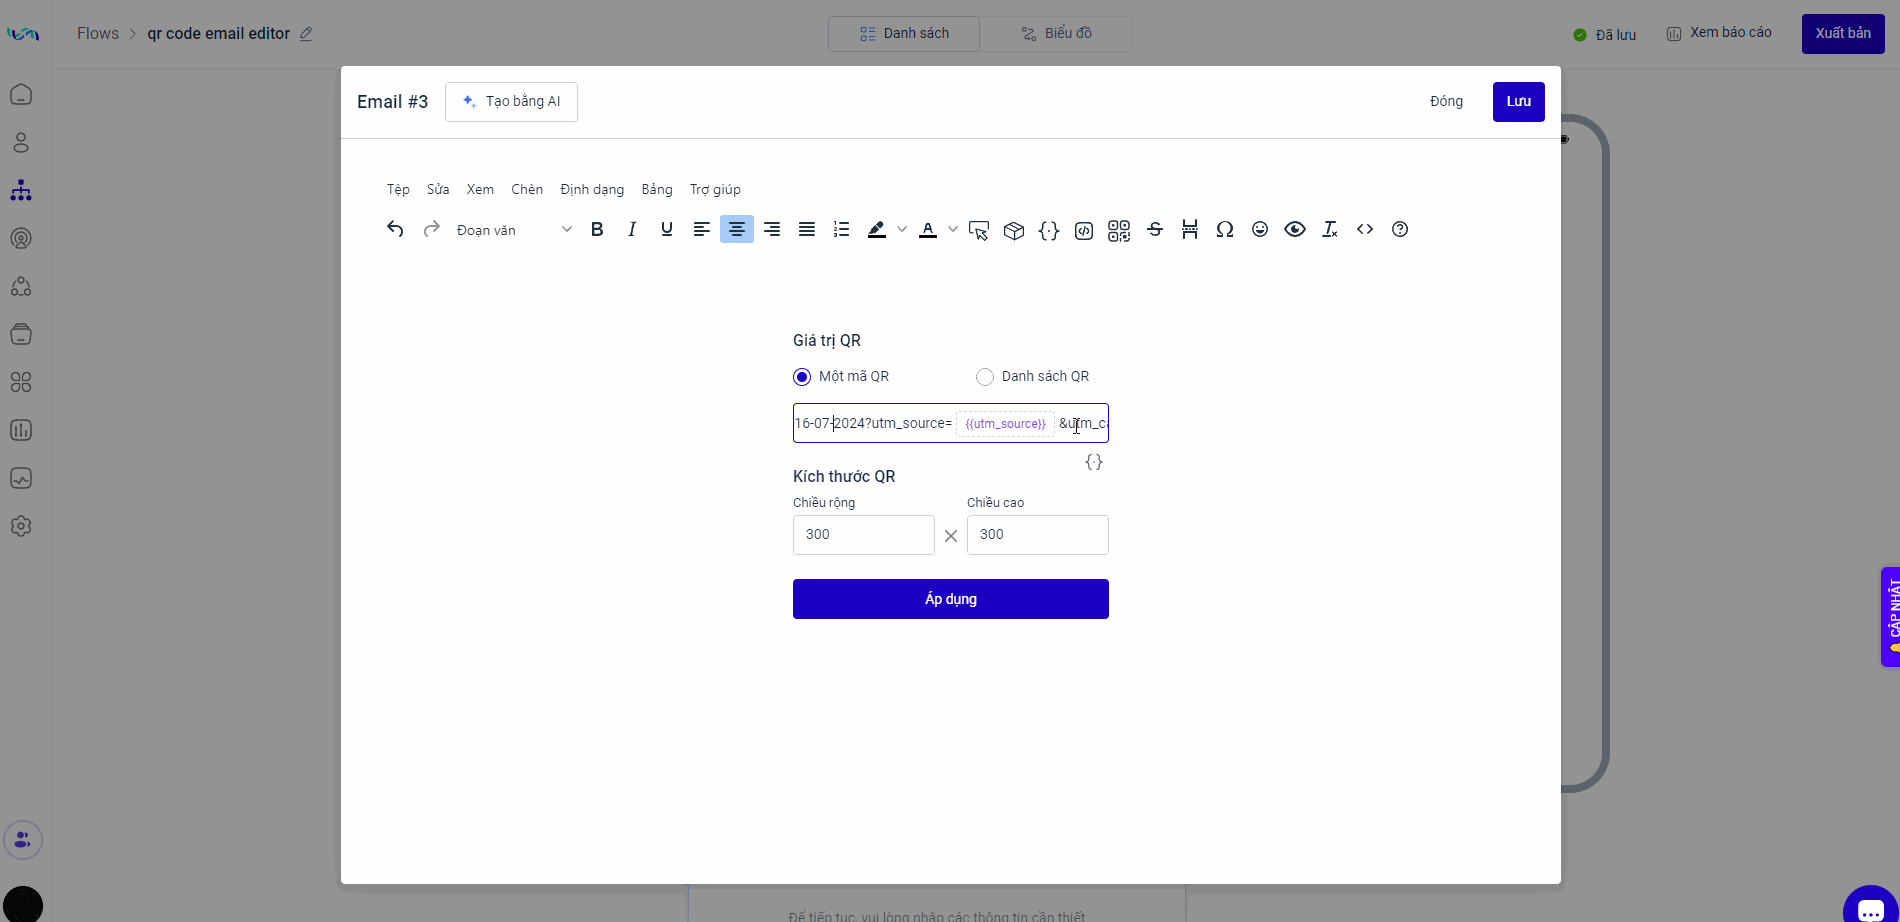 Flows > qr code email editor
Danh sách
Biểu đồ
Đã lưu
Xem báo cáo
Xuất bản
Email #3
Tạo bằng AI
Đóng
Lưu
Tệp Sửa Xem Chèn Định dạng Bảng Trợ giúp
Đoạn văn
Giá trị QR
Một mã QR
Danh sách QR
16-07-2024?utm_source= {{utm_source}} &utm_ca
Kích thước QR
Chiều rộng
Chiều cao
300
300
Áp dụng
CẬP NHẬT
Để tiếp tục, vui lòng nhập các thông tin cần thiết